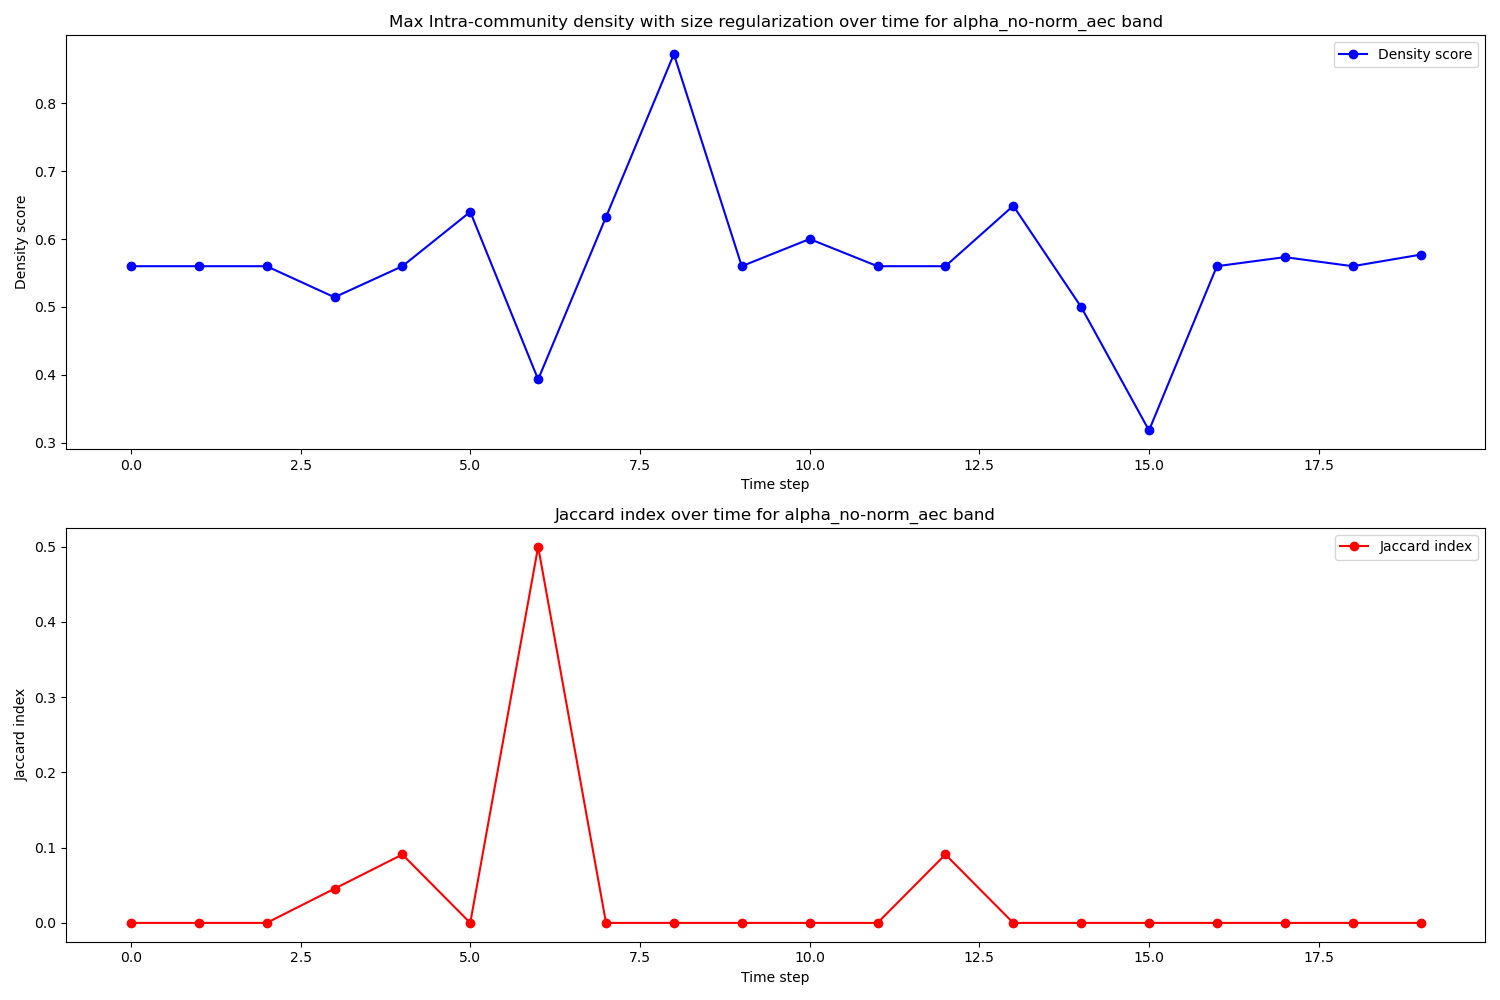 Max Intra-community density with size regularization over time for alpha_no-norm_aec band
Density score
0.8
0.7
0.6
0.5
0.4
0.3
Density score
0.0 2.5 5.0 7.5 10.0 12.5 15.0 17.5
Time step
Jaccard index over time for alpha_no-norm_aec band
Jaccard index
0.5
0.4
0.3
0.2
0.1
0.0
Jaccard index
0.0 2.5 5.0 7.5 10.0 12.5 15.0 17.5
Time step